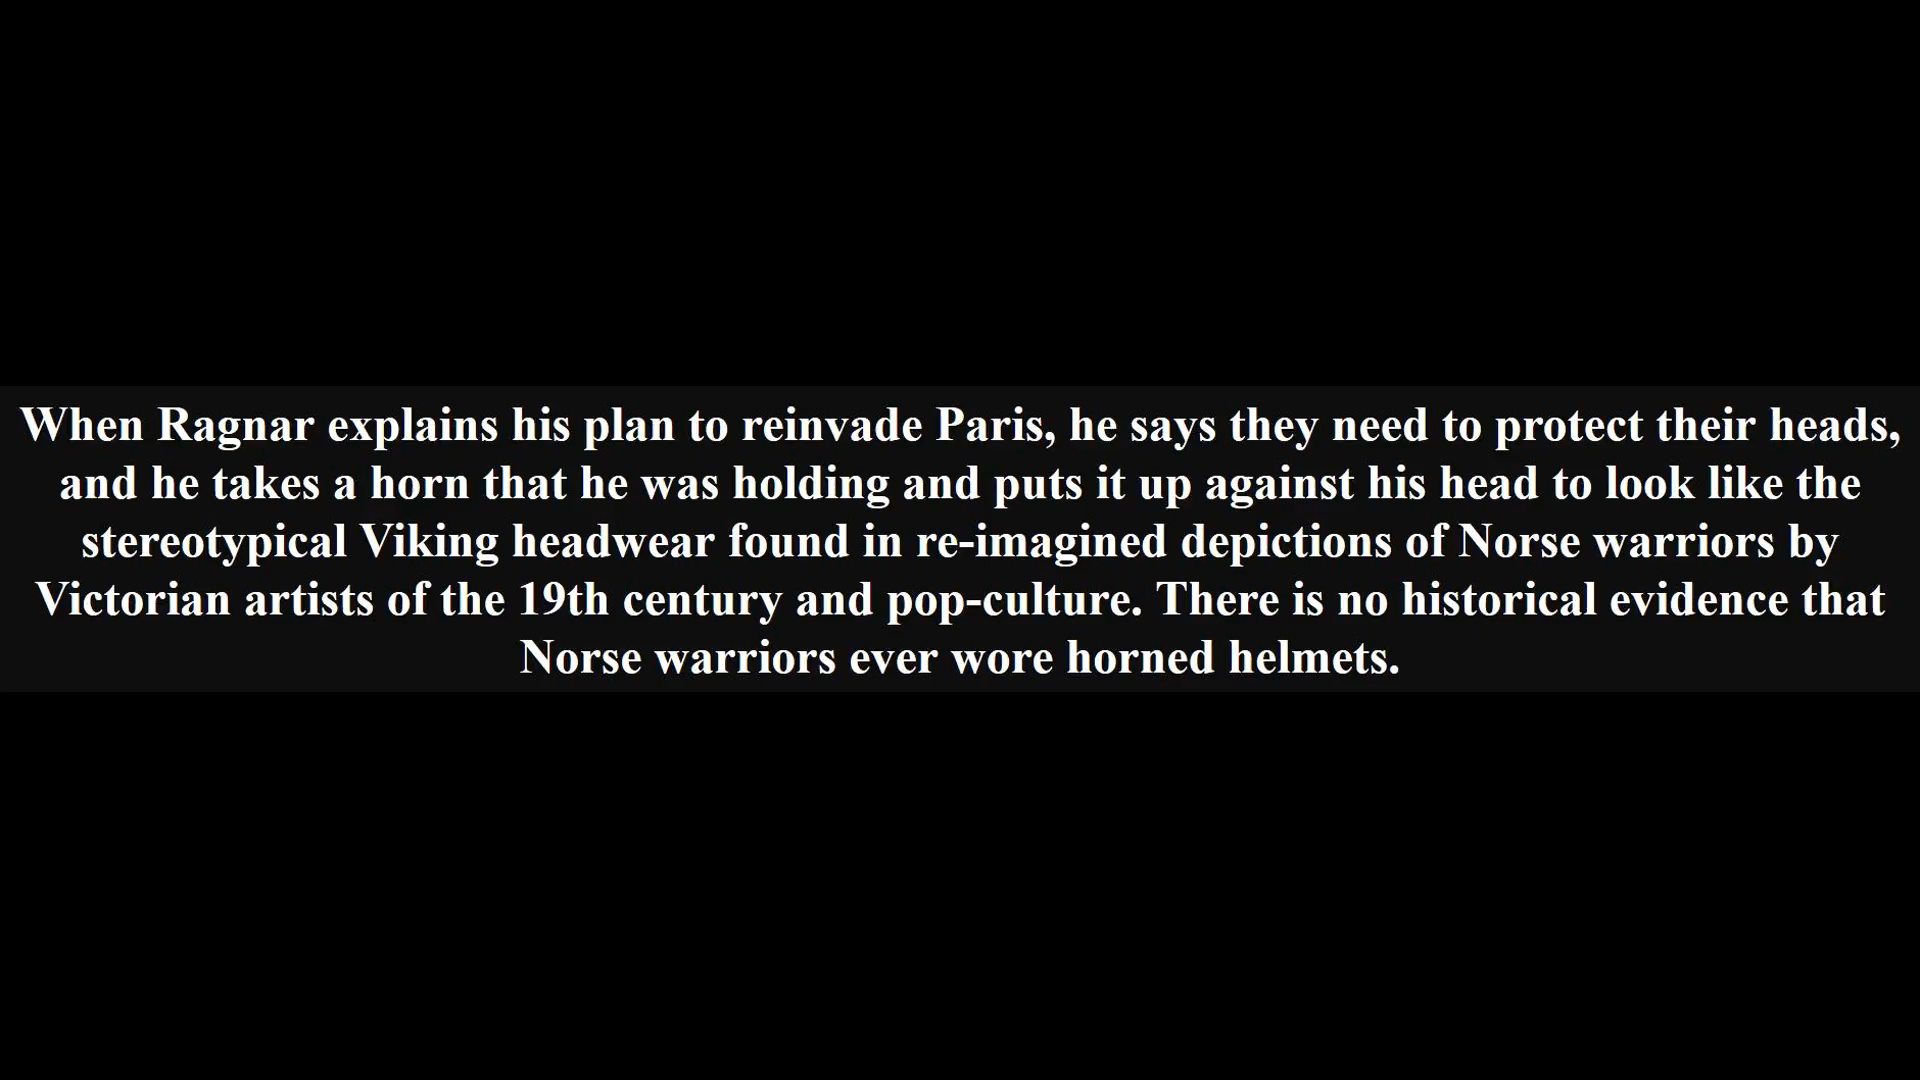 When Ragnar explains his plan to reinvade Paris, he says they need to protect their heads,
and he takes a horn that he was holding and puts it up against his head to look like the
stereotypical Viking headwear found in re-imagined depictions of Norse warriors by
Victorian artists of the 19th century and pop-culture. There is no historical evidence that
Norse warriors ever wore horned helmets.